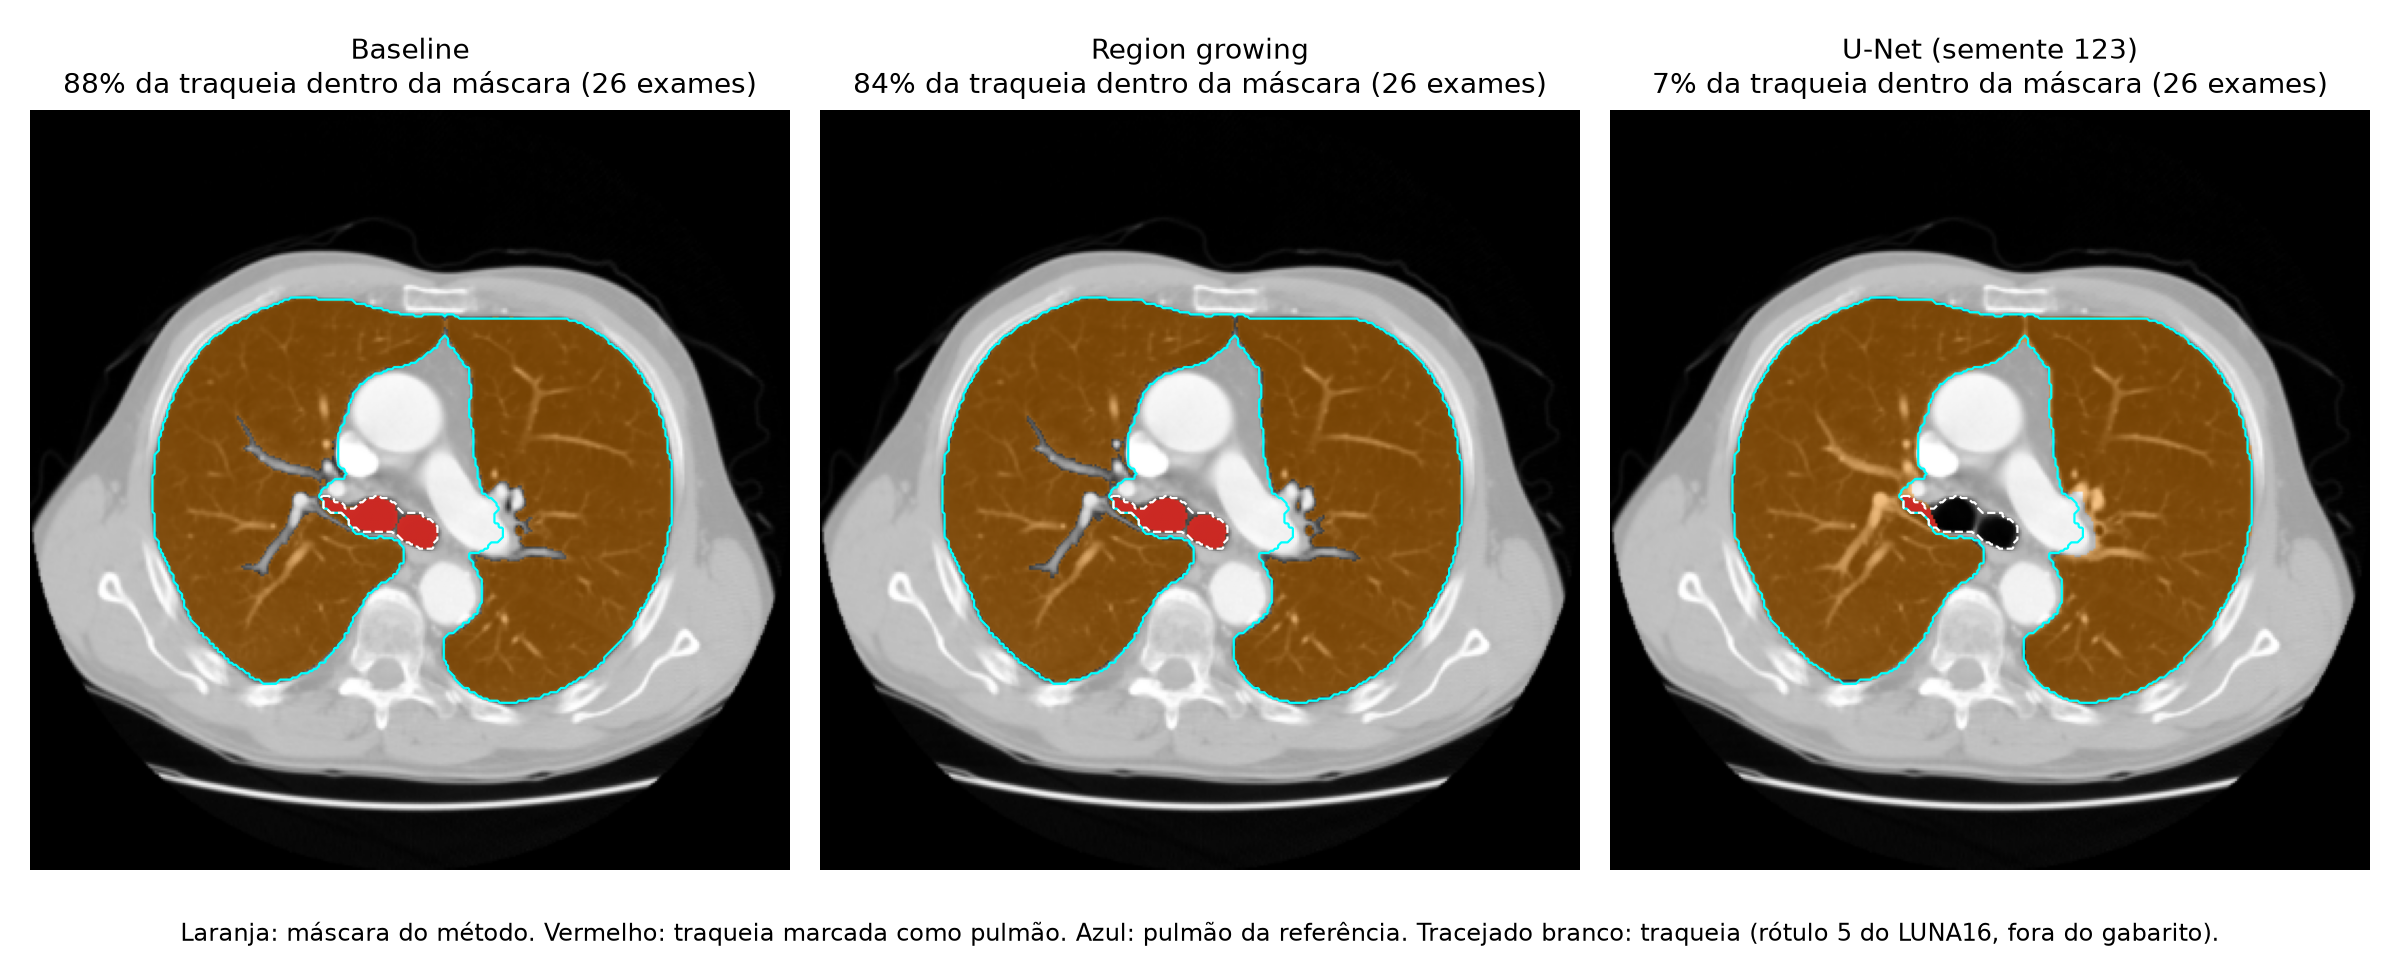 Baseline
88% da traqueia dentro da máscara (26 exames)
Region growing
84% da traqueia dentro da máscara (26 exames)
U-Net (semente 123)
7% da traqueia dentro da máscara (26 exames)
Laranja: máscara do método. Vermelho: traqueia marcada como pulmão. Azul: pulmão da referência. Tracejado branco: traqueia (rótulo 5 do LUNA16, fora do gabarito).